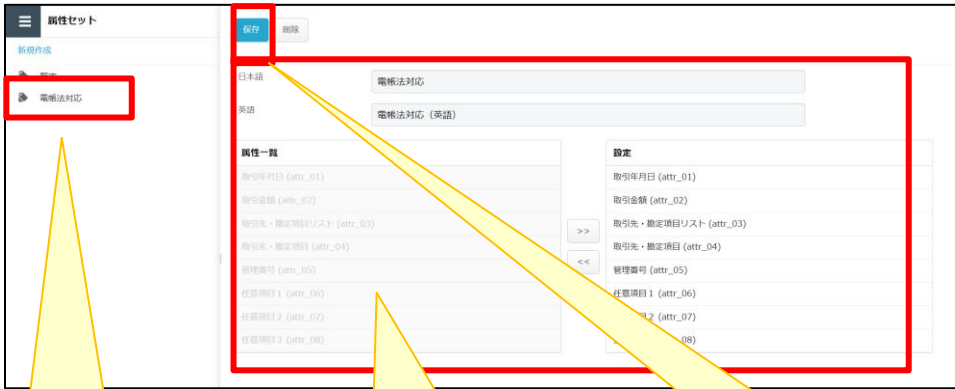 属性セット
保存 削除
新規作成
電帳法対応
日本語 電帳法対応
英語 電帳法対応（英語）
属性一覧
取引年月日 (attr_01)
取引金額 (attr_02)
取引先・勘定項目リスト (attr_03)
取引先・勘定項目 (attr_04)
管理番号 (attr_05)
任意項目１ (attr_06)
任意項目２ (attr_07)
任意項目３ (attr_08)
>>
<<
設定
取引年月日 (attr_01)
取引金額 (attr_02)
取引先・勘定項目リスト (attr_03)
取引先・勘定項目 (attr_04)
管理番号 (attr_05)
任意項目１ (attr_06)
２ (attr_07)
08)